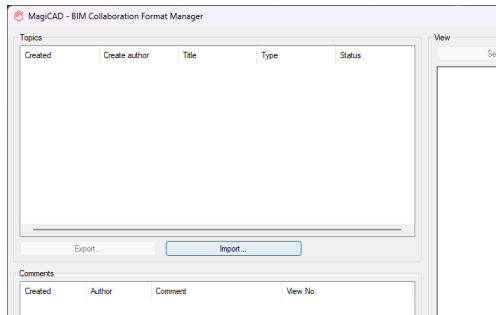 MagiCAD - BIM Collaboration Format Manager
Topics
View
Created Create author Title Type Status
Export... Import...
Comments
Created Author Comment View No.